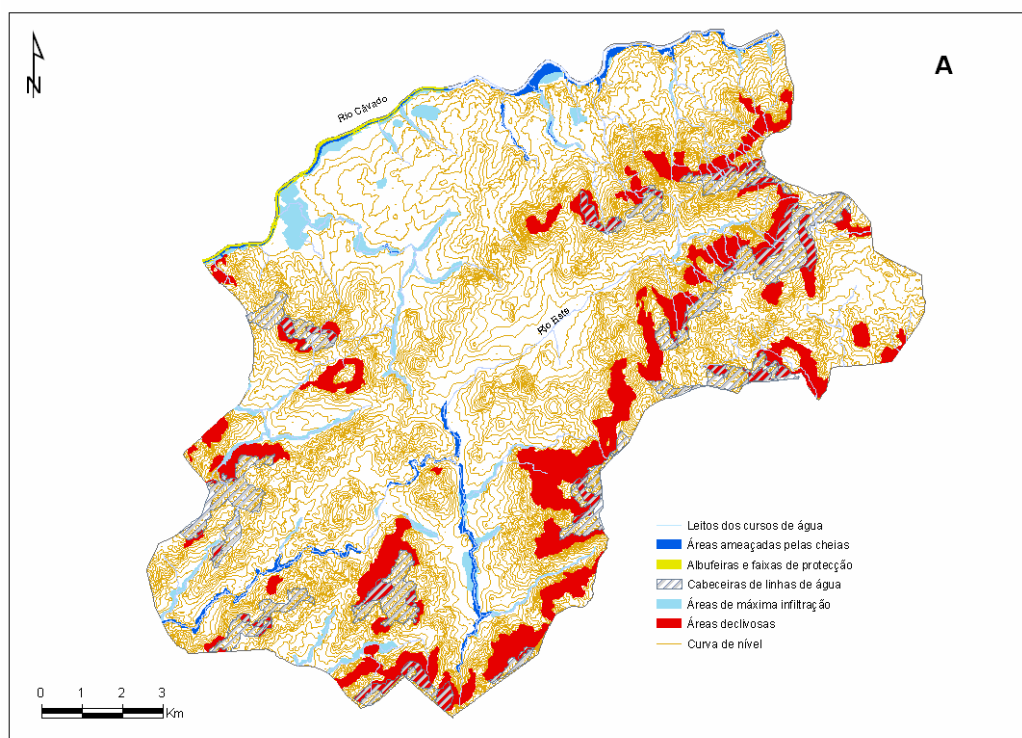 A
N
Rio Cávado
Rio Este
Leitos dos cursos de água
Áreas ameaçadas pelas cheias
Albufeiras e faixas de protecção
Cabeceiras de linhas de água
Áreas de máxima infiltração
Áreas declivosas
Curva de nível
0 1 2 3
Km